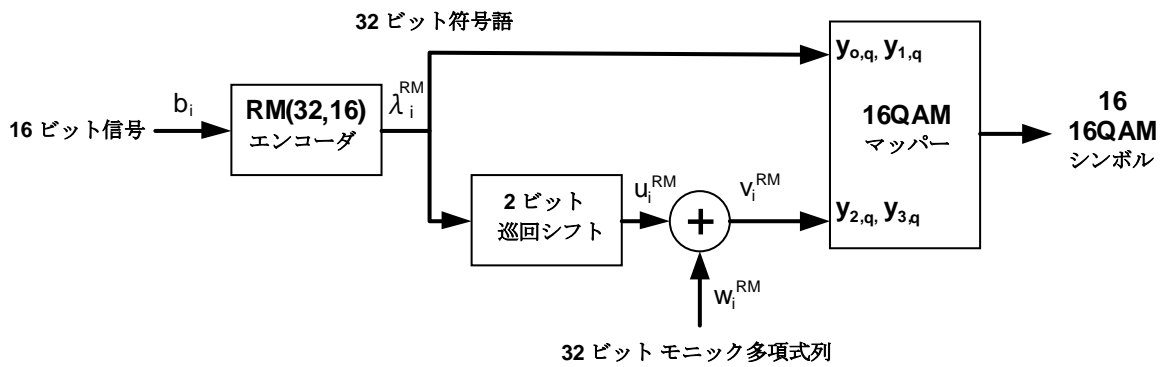 32 ビット符号語
16 ビット信号
b_i
RM(32,16)
エンコーダ
λ_i^RM
2 ビット
巡回シフト
u_i^RM
+
v_i^RM
w_i^RM
32 ビット モニック多項式列
y_o,q, y_1,q
16QAM
マッパー
y_2,q, y_3,q
16
16QAM
シンボル